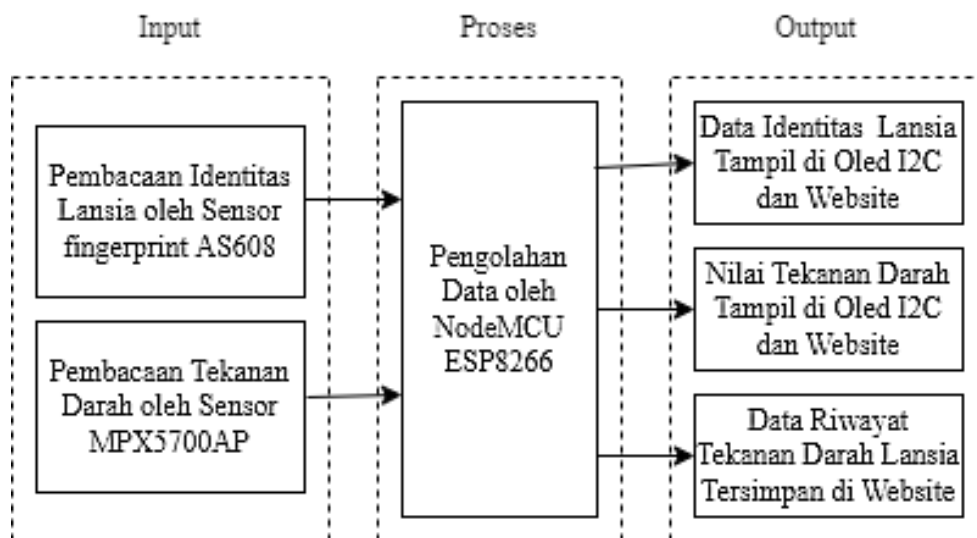 Input
Proses
Output
Pembacaan Identitas
Lansia oleh Sensor
fingerprint AS608
Pembacaan Tekanan
Darah oleh Sensor
MPX5700AP
Pengolahan
Data oleh
NodeMCU
ESP8266
Data Identitas Lansia
Tampil di Oled I2C
dan Website
Nilai Tekanan Darah
Tampil di Oled I2C
dan Website
Data Riwayat
Tekanan Darah Lansia
Tersimpan di Website